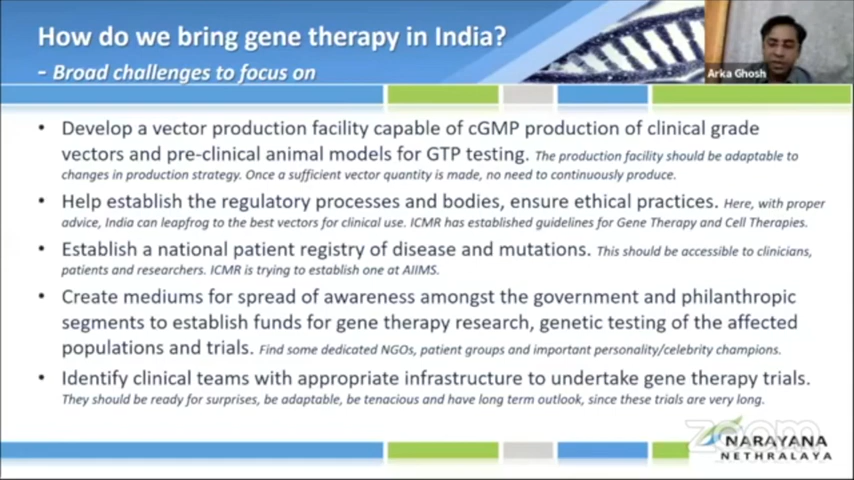 How do we bring gene therapy in India?
- Broad challenges to focus on
Arka Ghosh
• Develop a vector production facility capable of cGMP production of clinical grade
vectors and pre-clinical animal models for GTP testing. The production facility should be adaptable to
changes in production strategy. Once a sufficient vector quantity is made, no need to continuously produce.
• Help establish the regulatory processes and bodies, ensure ethical practices. Here, with proper
advice, India can leapfrog to the best vectors for clinical use. ICMR has established guidelines for Gene Therapy and Cell Therapies.
• Establish a national patient registry of disease and mutations. This should be accessible to clinicians,
patients and researchers. ICMR is trying to establish one at AIIMS.
• Create mediums for spread of awareness amongst the government and philanthropic
segments to establish funds for gene therapy research, genetic testing of the affected
populations and trials. Find some dedicated NGOs, patient groups and important personality/celebrity champions.
• Identify clinical teams with appropriate infrastructure to undertake gene therapy trials.
They should be ready for surprises, be adaptable, be tenacious and have long term outlook, since these trials are very long.
zoom
NARAYANA
NETHRALAYA